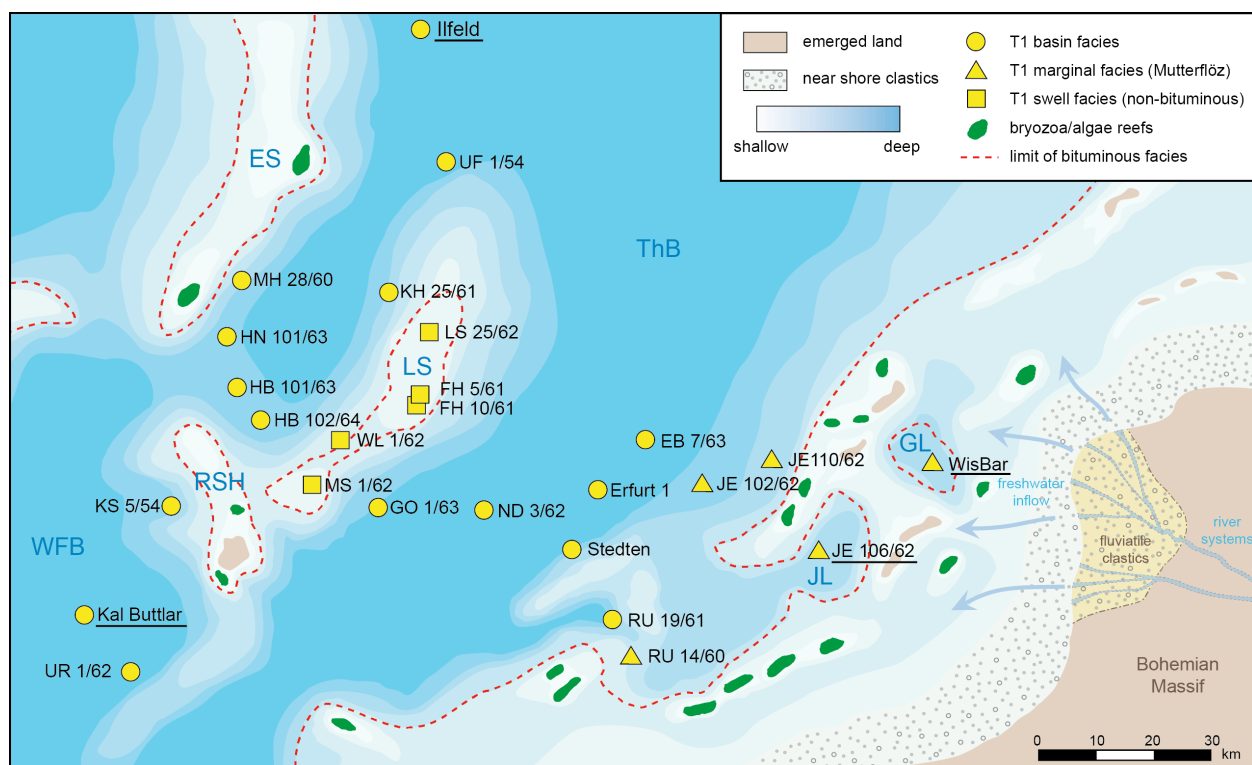 Ilfeld
emerged land
T1 basin facies
near shore clastics
T1 marginal facies (Mutterflöz)
T1 swell facies (non-bituminous)
shallow
deep
bryozoa/algae reefs
limit of bituminous facies
ES
UF 1/54
ThB
MH 28/60
KH 25/61
HN 101/63
LS 25/62
LS
HB 101/63
FH 5/61
FH 10/61
HB 102/64
WL 1/62
EB 7/63
GL
JE110/62
WisBar
RSH
MS 1/62
JE 102/62
freshwater
inflow
KS 5/54
GO 1/63
ND 3/62
Erfurt 1
river
systems
WFB
Stedten
JE 106/62
fluviatile
clastics
JL
Kal Buttlar
RU 19/61
UR 1/62
RU 14/60
Bohemian
Massif
0
10
20
30
km